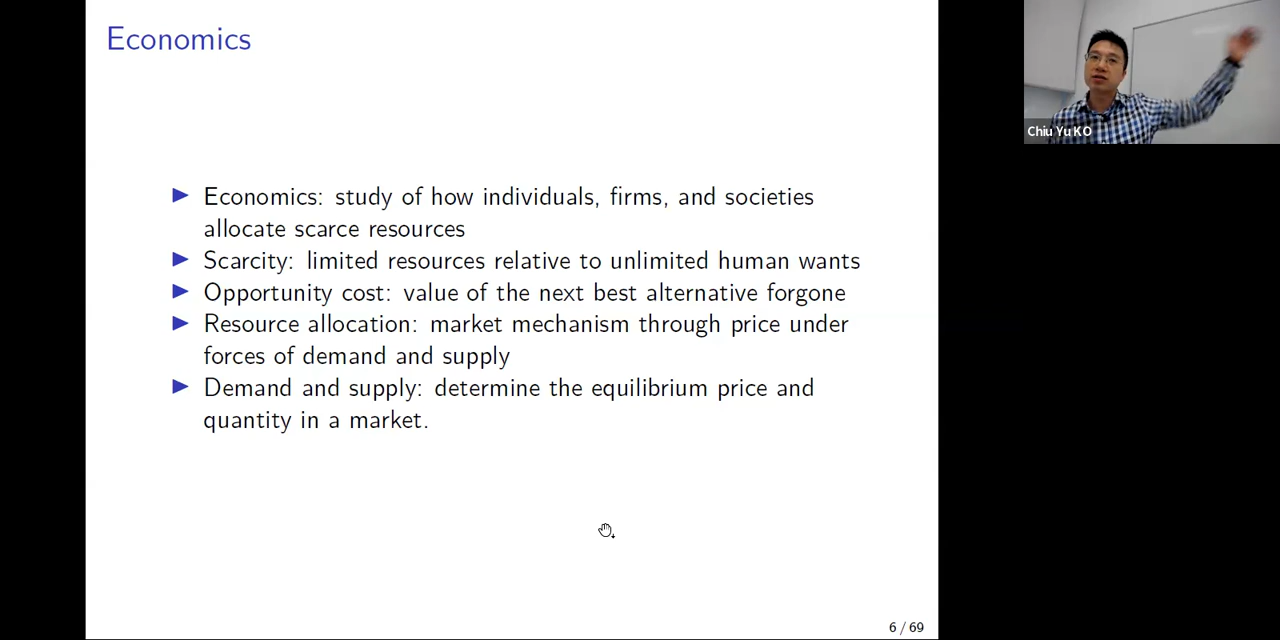 Economics
Economics: study of how individuals, firms, and societies
allocate scarce resources
Scarcity: limited resources relative to unlimited human wants
Opportunity cost: value of the next best alternative forgone
Resource allocation: market mechanism through price under
forces of demand and supply
Demand and supply: determine the equilibrium price and
quantity in a market.
6 / 69
Chiu Yu KO